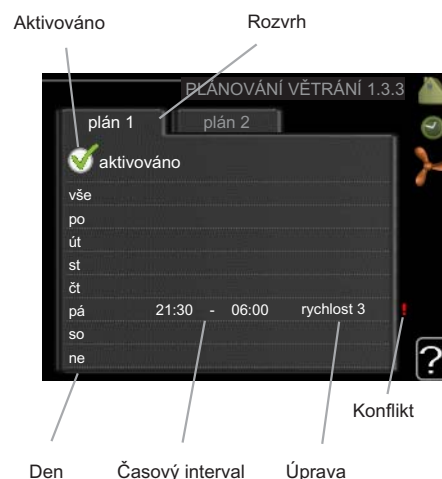 Aktivováno Rozvrh
PLÁNOVÁNÍ VĚTRÁNÍ 1.3.3
plán 1 plán 2
aktivováno
vše
po
út
st
čt
pá 21:30 - 06:00 rychlost 3 !
so
ne
?
Konflikt
Den Časový interval Úprava